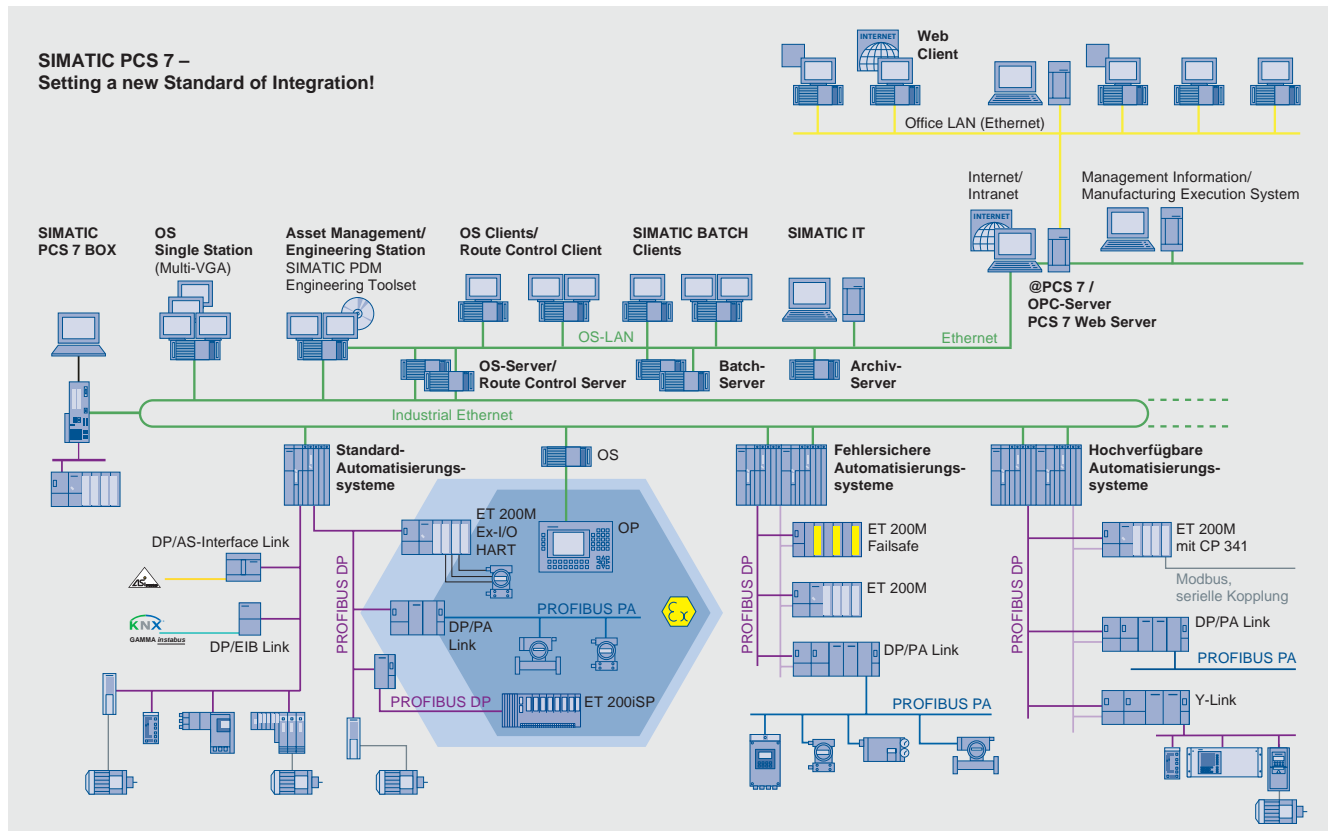 SIMATIC PCS 7 –
Setting a new Standard of Integration!
INTERNET
Web
Client
Office LAN (Ethernet)
Internet/
Intranet
INTERNET
Management Information/
Manufacturing Execution System
@PCS 7 /
OPC-Server
PCS 7 Web Server
SIMATIC
PCS 7 BOX
OS
Single Station
(Multi-VGA)
Asset Management/
Engineering Station
SIMATIC PDM
Engineering Toolset
OS Clients/
Route Control Client
SIMATIC BATCH
Clients
SIMATIC IT
OS-LAN
Ethernet
OS-Server/
Route Control Server
Batch-
Server
Archiv-
Server
Industrial Ethernet
Standard-
Automatisierungs-
systeme
OS
Fehlersichere
Automatisierungs-
systeme
Hochverfügbare
Automatisierungs-
systeme
DP/AS-Interface Link
KNX
GAMMA instabus
DP/EIB Link
PROFIBUS DP
ET 200M
Ex-I/O
HART
OP
DP/PA
Link
PROFIBUS PA
Ex
PROFIBUS DP
ET 200iSP
PROFIBUS DP
ET 200M
Failsafe
ET 200M
DP/PA Link
PROFIBUS PA
PROFIBUS DP
ET 200M
mit CP 341
Modbus,
serielle Kopplung
DP/PA Link
PROFIBUS PA
Y-Link